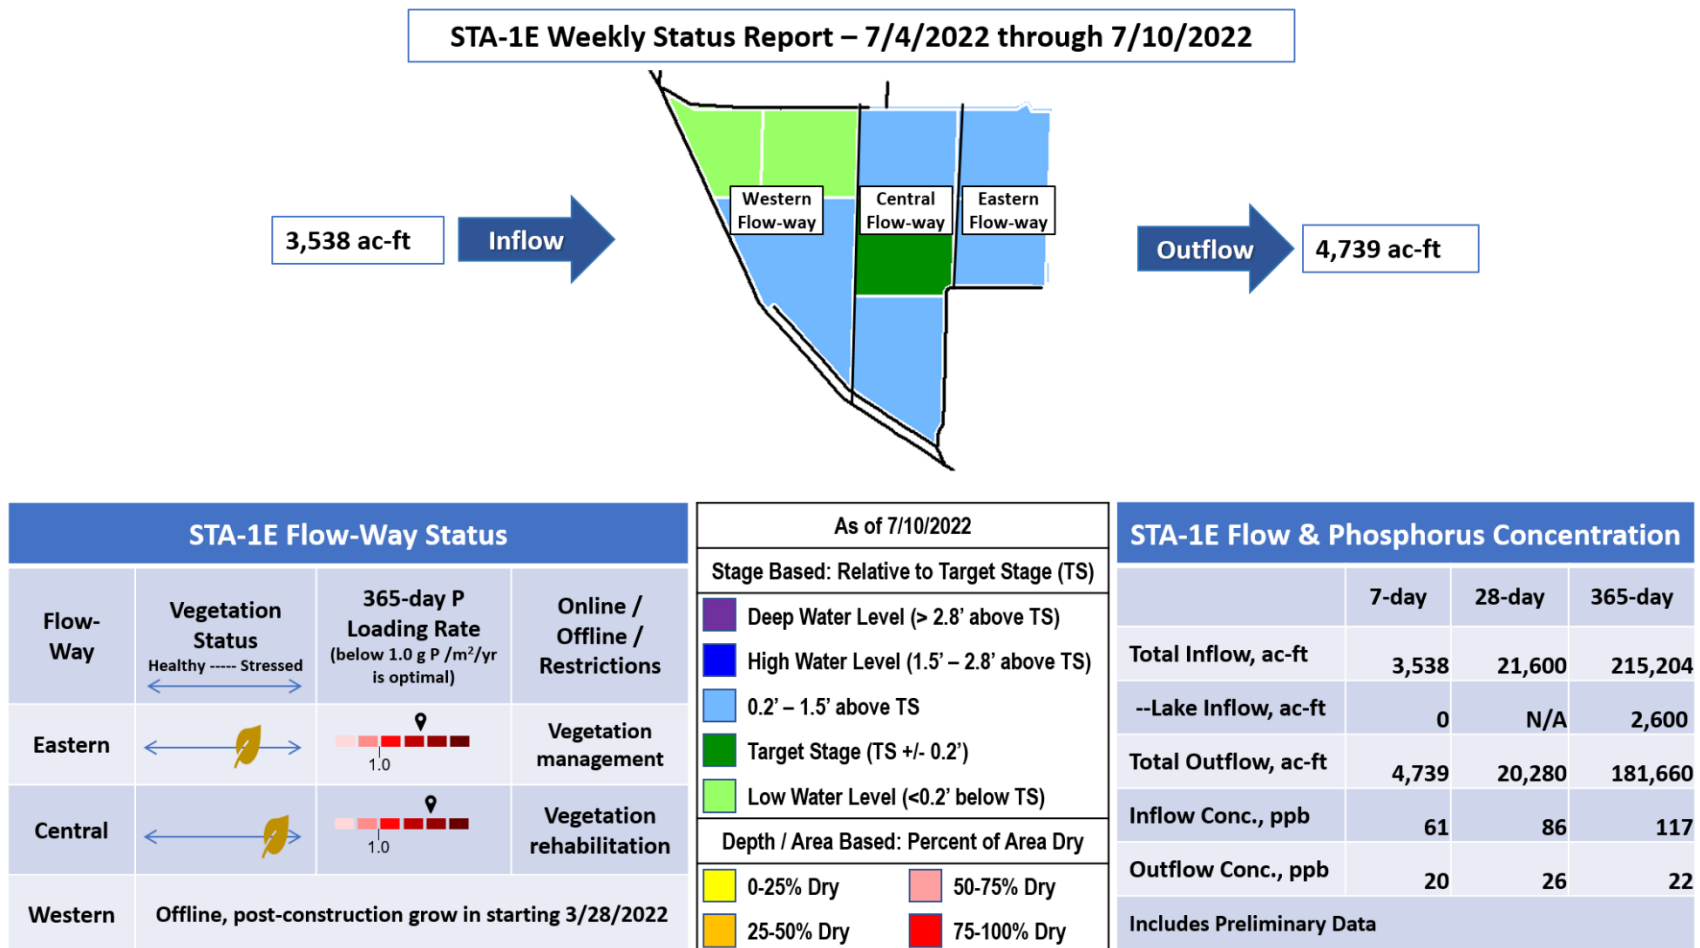 STA-1E Weekly Status Report – 7/4/2022 through 7/10/2022
3,538 ac-ft
Inflow
Western
Flow-way
Central
Flow-way
Eastern
Flow-way
Outflow
4,739 ac-ft
STA-1E Flow-Way Status
Flow-
Way
Vegetation
Status
Healthy ----- Stressed
365-day P
Loading Rate
(below 1.0 g P /m²/yr
is optimal)
Online /
Offline /
Restrictions
Eastern
1.0
Vegetation
management
Central
1.0
Vegetation
rehabilitation
Western
Offline, post-construction grow in starting 3/28/2022
As of 7/10/2022
Stage Based: Relative to Target Stage (TS)
Deep Water Level (> 2.8’ above TS)
High Water Level (1.5’ – 2.8’ above TS)
0.2’ – 1.5’ above TS
Target Stage (TS +/- 0.2’)
Low Water Level (<0.2’ below TS)
Depth / Area Based: Percent of Area Dry
0-25% Dry
50-75% Dry
25-50% Dry
75-100% Dry
STA-1E Flow & Phosphorus Concentration
7-day 28-day 365-day
Total Inflow, ac-ft 3,538 21,600 215,204
--Lake Inflow, ac-ft 0 N/A 2,600
Total Outflow, ac-ft 4,739 20,280 181,660
Inflow Conc., ppb 61 86 117
Outflow Conc., ppb 20 26 22
Includes Preliminary Data